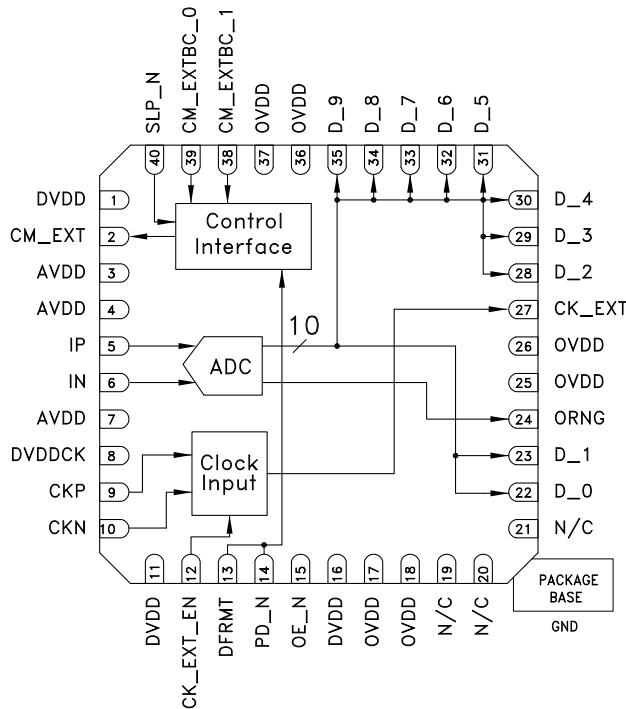 SLP_N
CM_EXTBC_0
CM_EXTBC_1
OVDD
OVDD
D_9
D_8
D_7
D_6
D_5
40
39
38
37
36
35
34
33
32
31
DVDD 1
CM_EXT 2
AVDD 3
AVDD 4
IP 5
IN 6
AVDD 7
DVDDCK 8
CKP 9
CKN 10
Control
Interface
10
ADC
Clock
Input
30 D_4
29 D_3
28 D_2
27 CK_EXT
26 OVDD
25 OVDD
24 ORNG
23 D_1
22 D_0
21 N/C
11
12
13
14
15
16
17
18
19
20
DVDD
CK_EXT_EN
DFRMT
PD_N
OE_N
DVDD
OVDD
OVDD
N/C
N/C
PACKAGE
BASE
GND